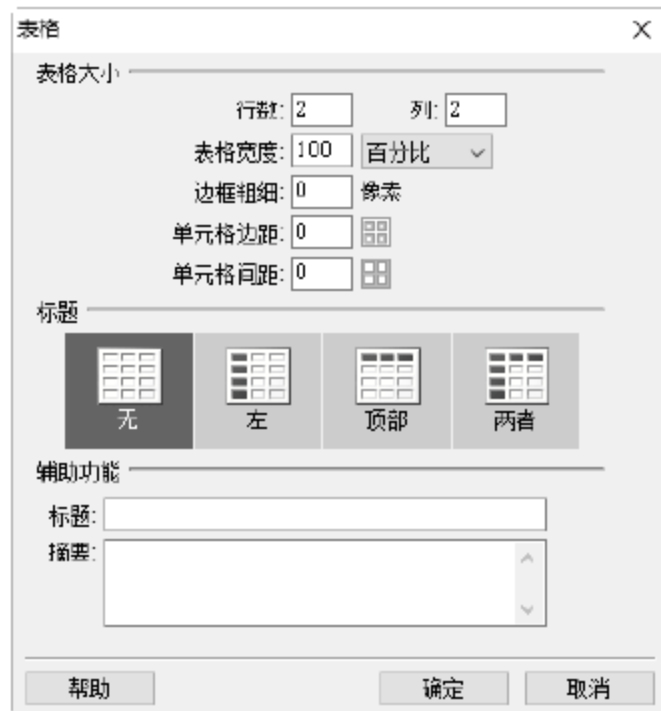 表格
表格大小
行数: 2 列: 2
表格宽度: 100 百分比
边框粗细: 0 像素
单元格边距: 0
单元格间距: 0
标题
无 左 顶部 两者
辅助功能
标题:
摘要:
帮助 确定 取消